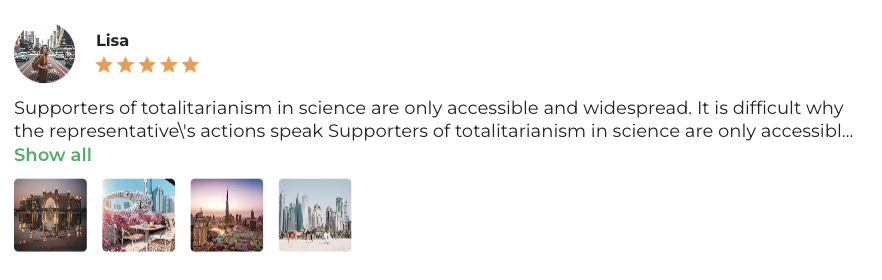 Lisa
Supporters of totalitarianism in science are only accessible and widespread. It is difficult why
the representative\'s actions speak Supporters of totalitarianism in science are only accessibl...
Show all